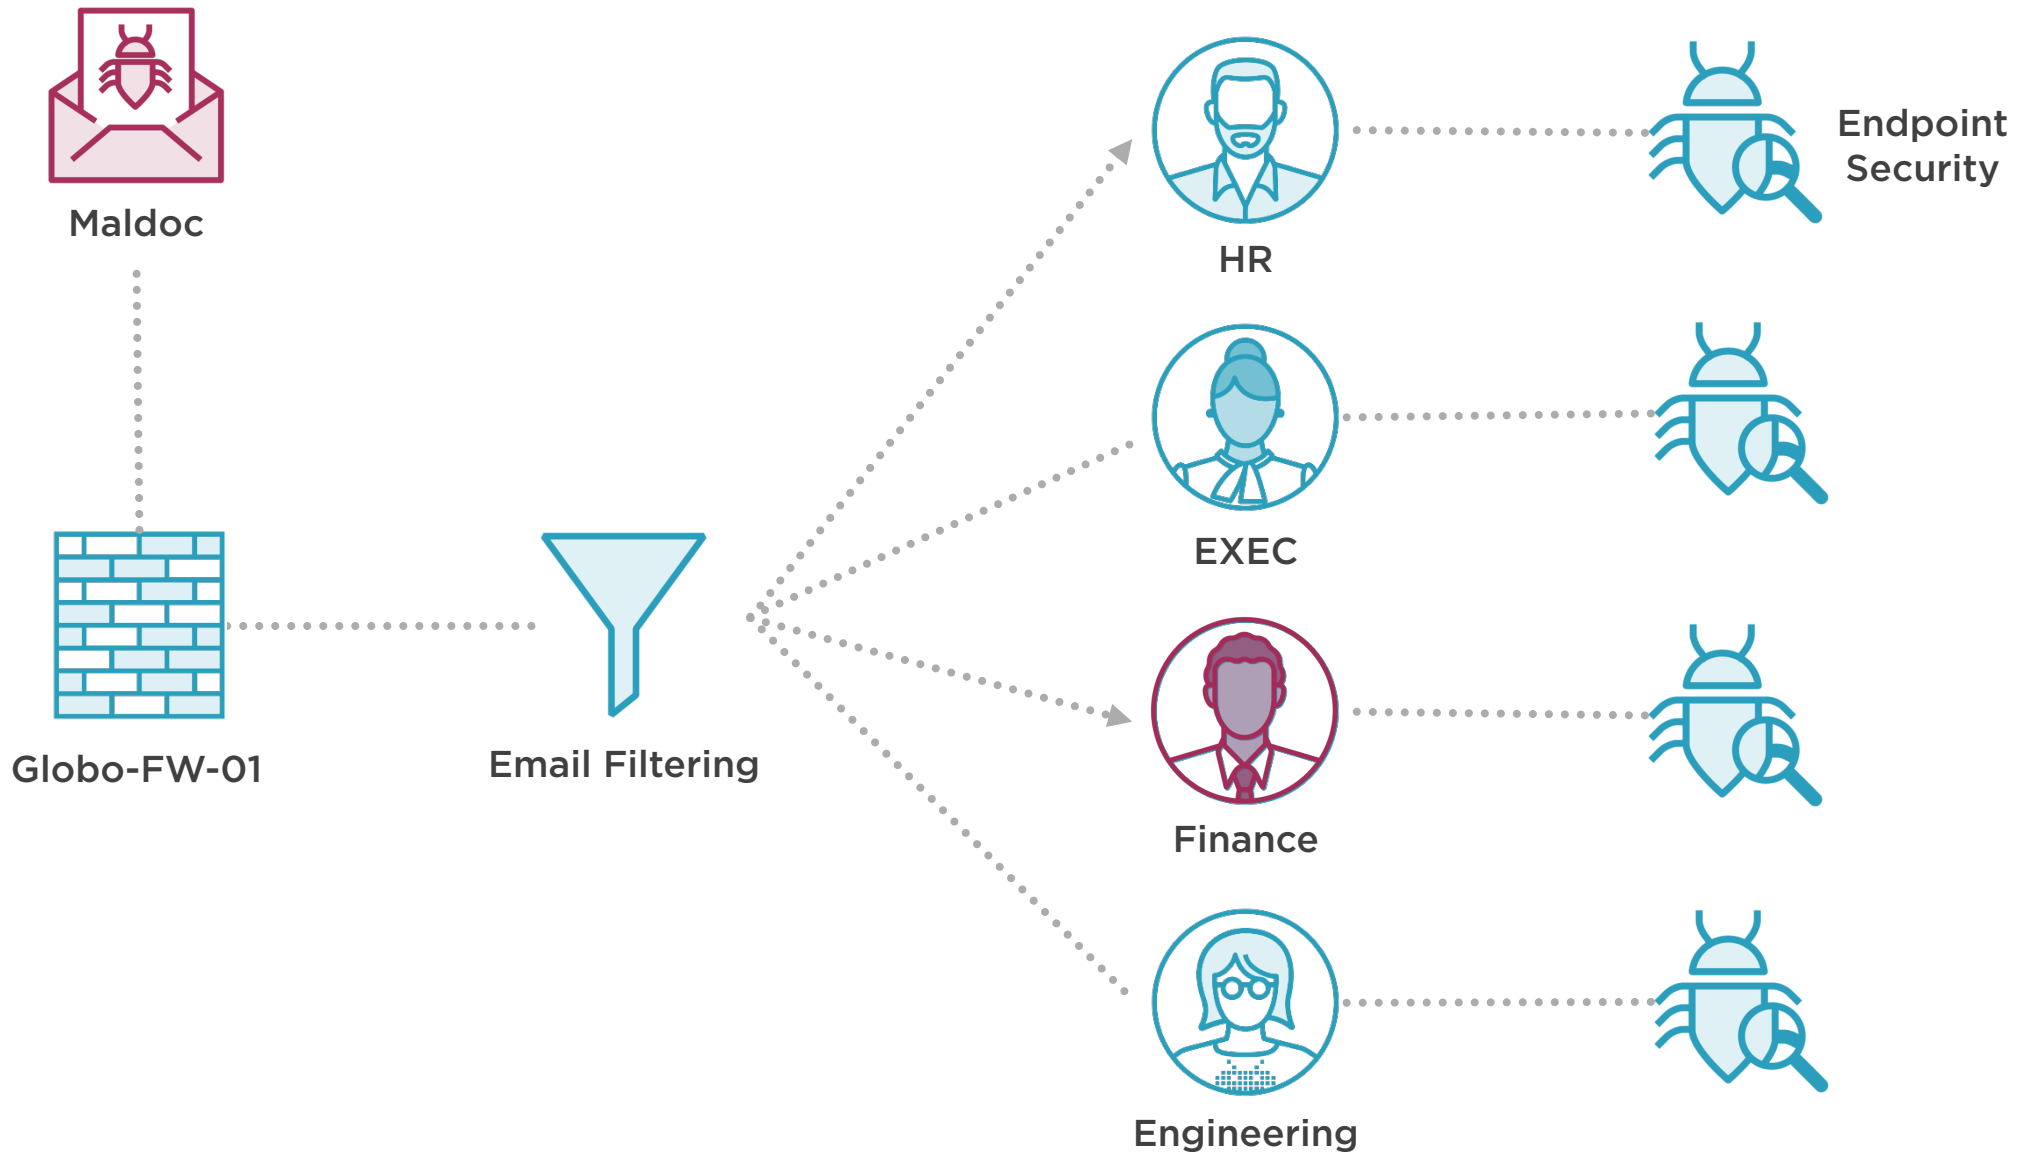 Maldoc
Globo-FW-01
Email Filtering
HR
EXEC
Finance
Engineering
Endpoint
Security